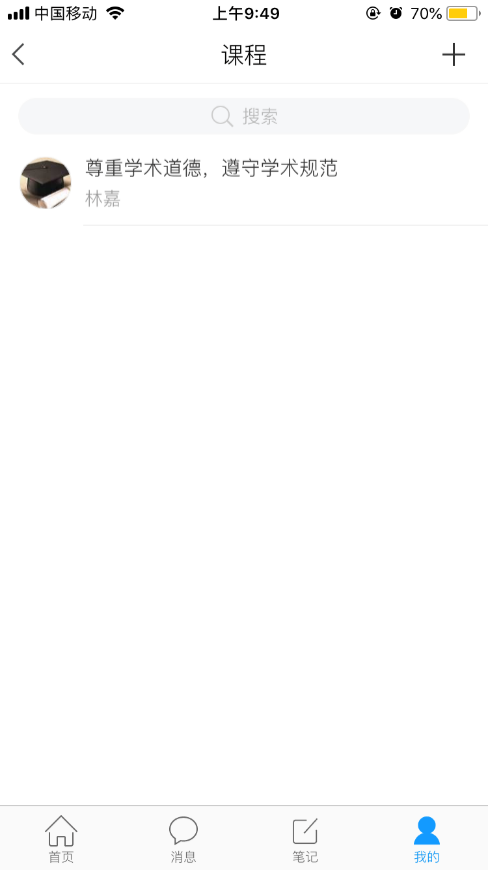 中国移动 上午9:49 70%
课程
搜索
尊重学术道德，遵守学术规范
林嘉
首页 消息 笔记 我的